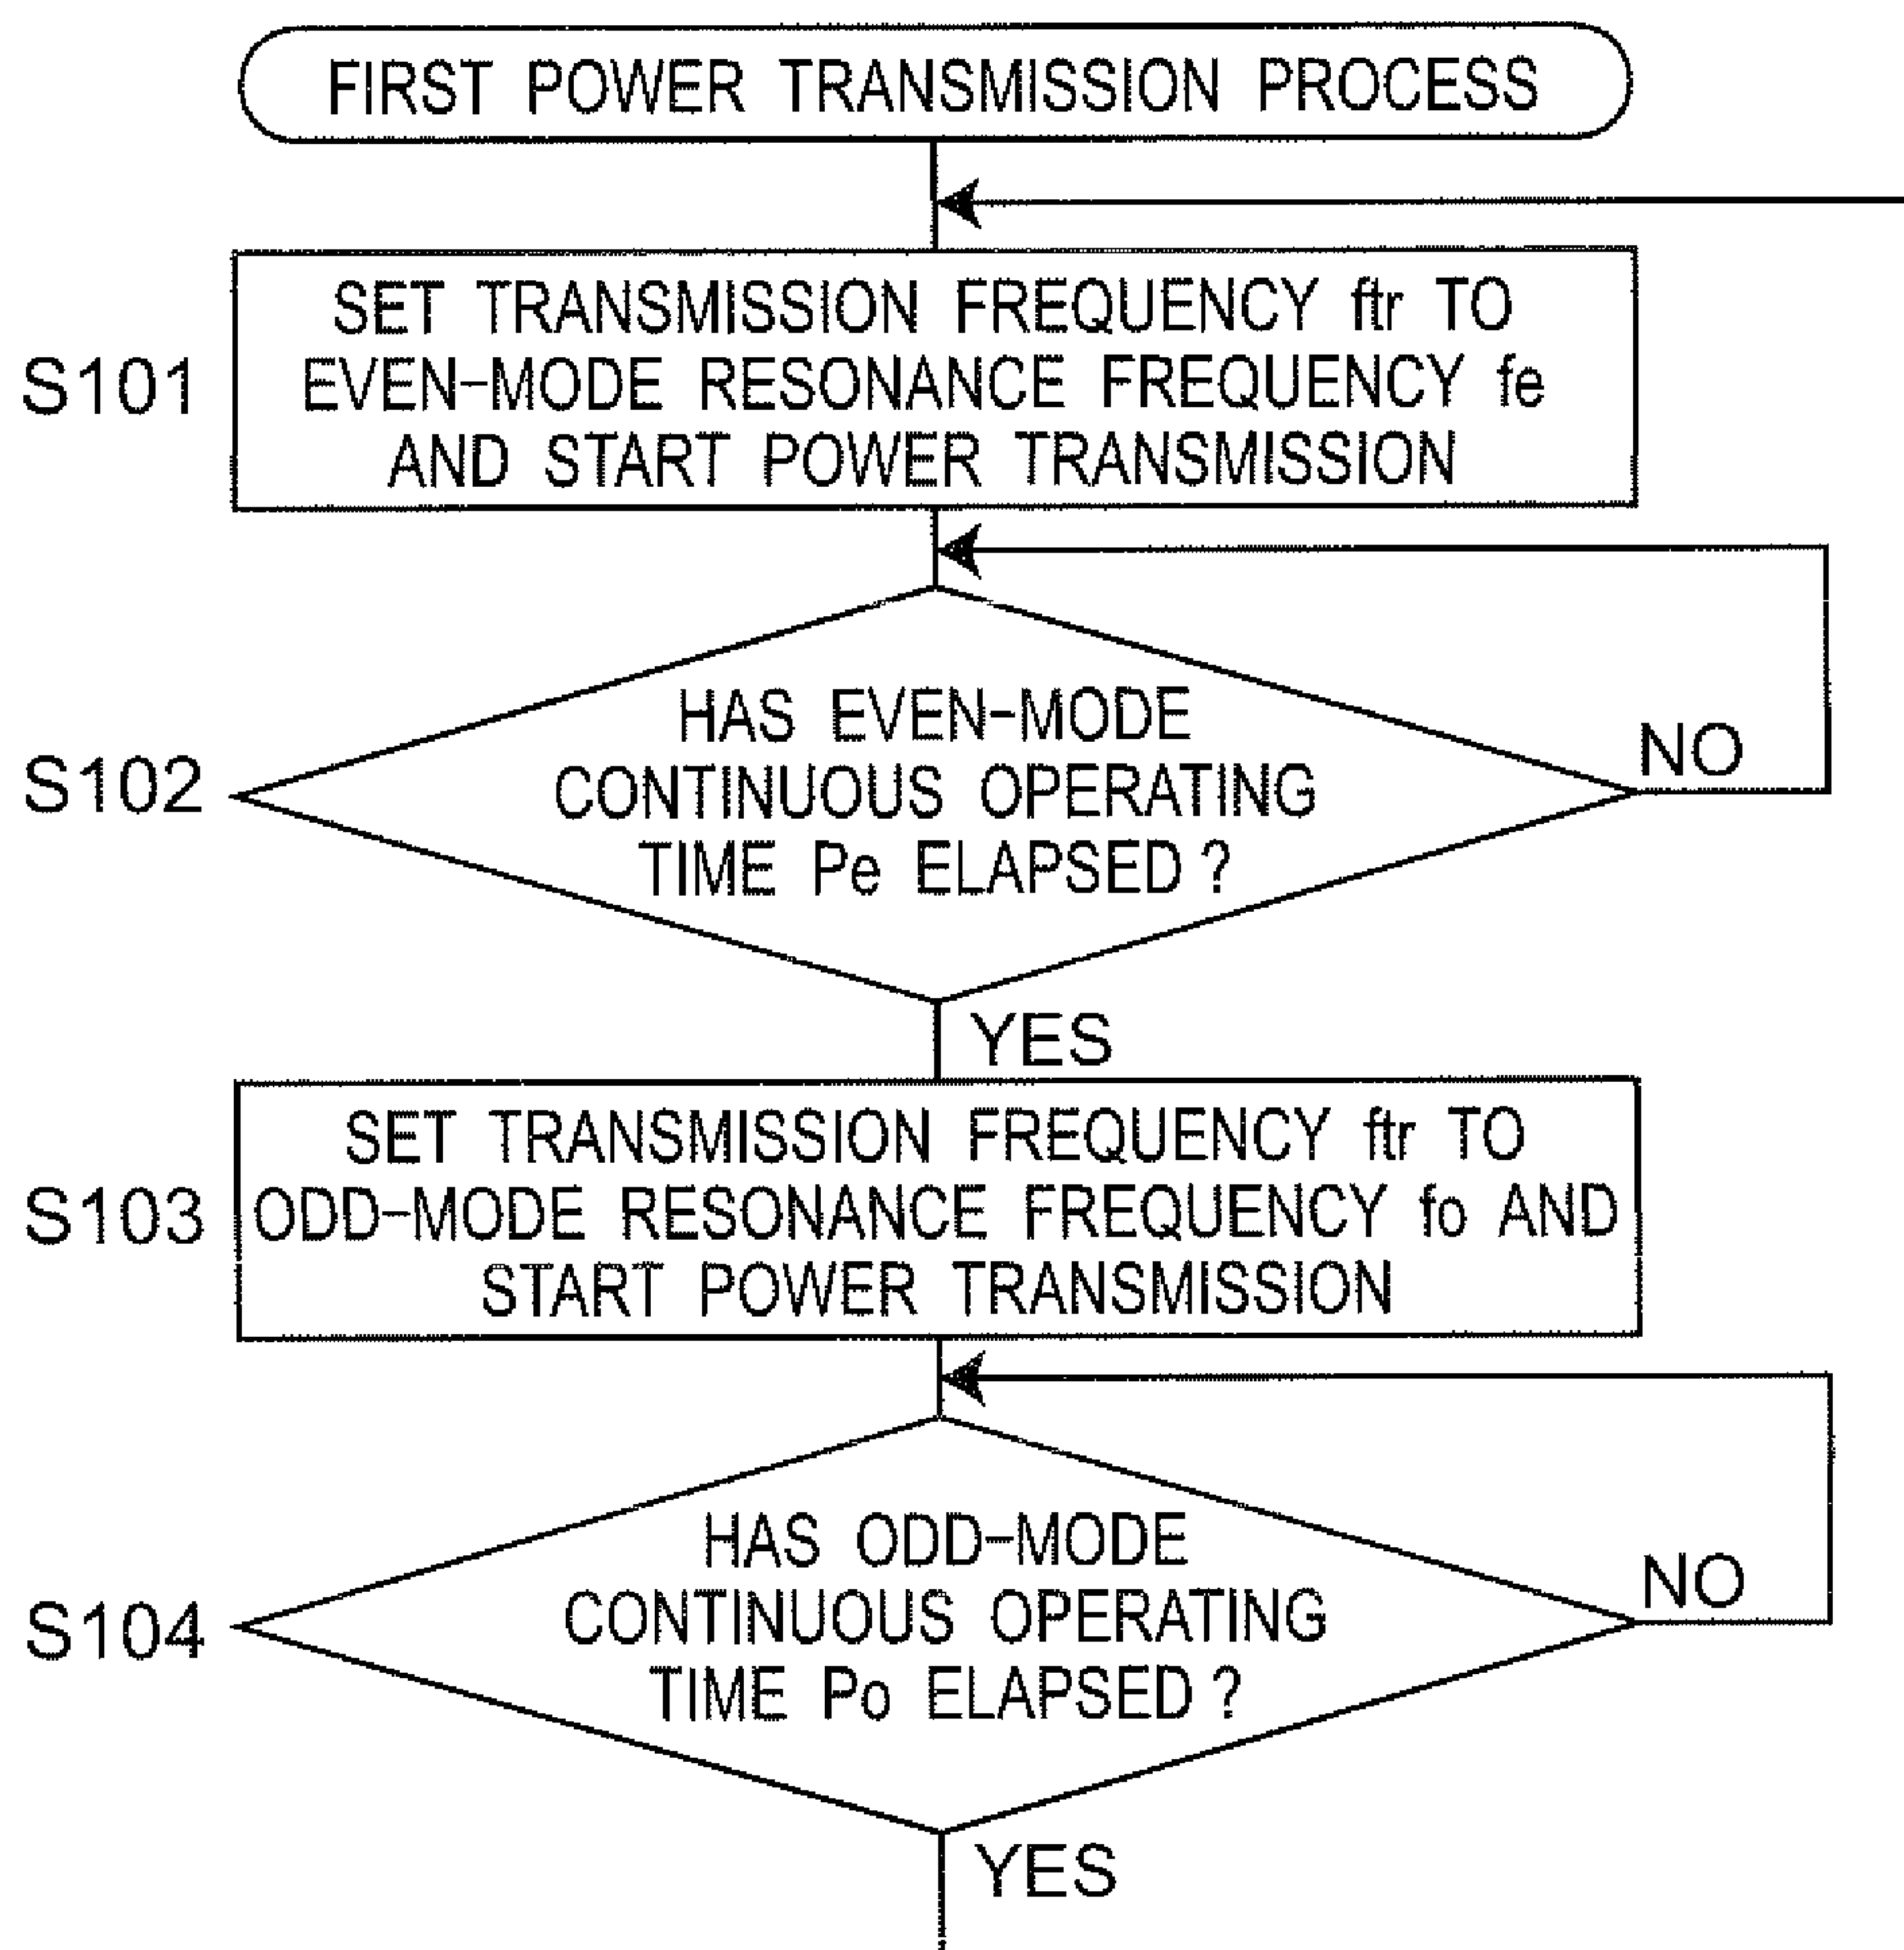 FIRST POWER TRANSMISSION PROCESS
S101
SET TRANSMISSION FREQUENCY ftr TO
EVEN-MODE RESONANCE FREQUENCY fe
AND START POWER TRANSMISSION
S102
HAS EVEN-MODE
CONTINUOUS OPERATING
TIME Pe ELAPSED ?
NO
YES
S103
SET TRANSMISSION FREQUENCY ftr TO
ODD-MODE RESONANCE FREQUENCY fo AND
START POWER TRANSMISSION
S104
HAS ODD-MODE
CONTINUOUS OPERATING
TIME Po ELAPSED ?
NO
YES